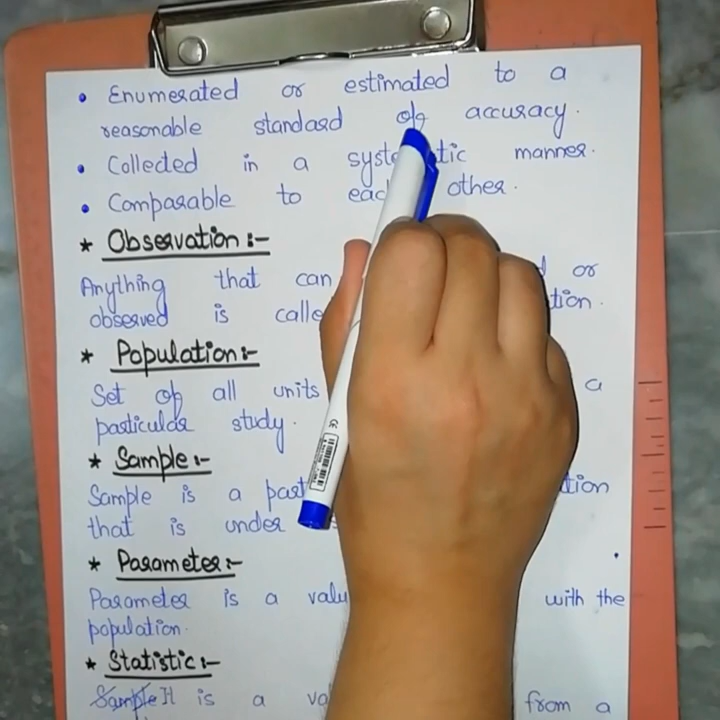 • Enumerated or estimated to a
reasonable standard of accuracy.
• Collected in a syste tic manner.
• Comparable to eac other.
* Observation :-
Anything that can or
observed is calle tion.
* Population :-
Set of all units a
particular study.
* Sample :-
Sample is a part tion
that is under
* Parameter :-
Parameter is a valu with the
population.
* Statistic :-
Sample It is a va from a